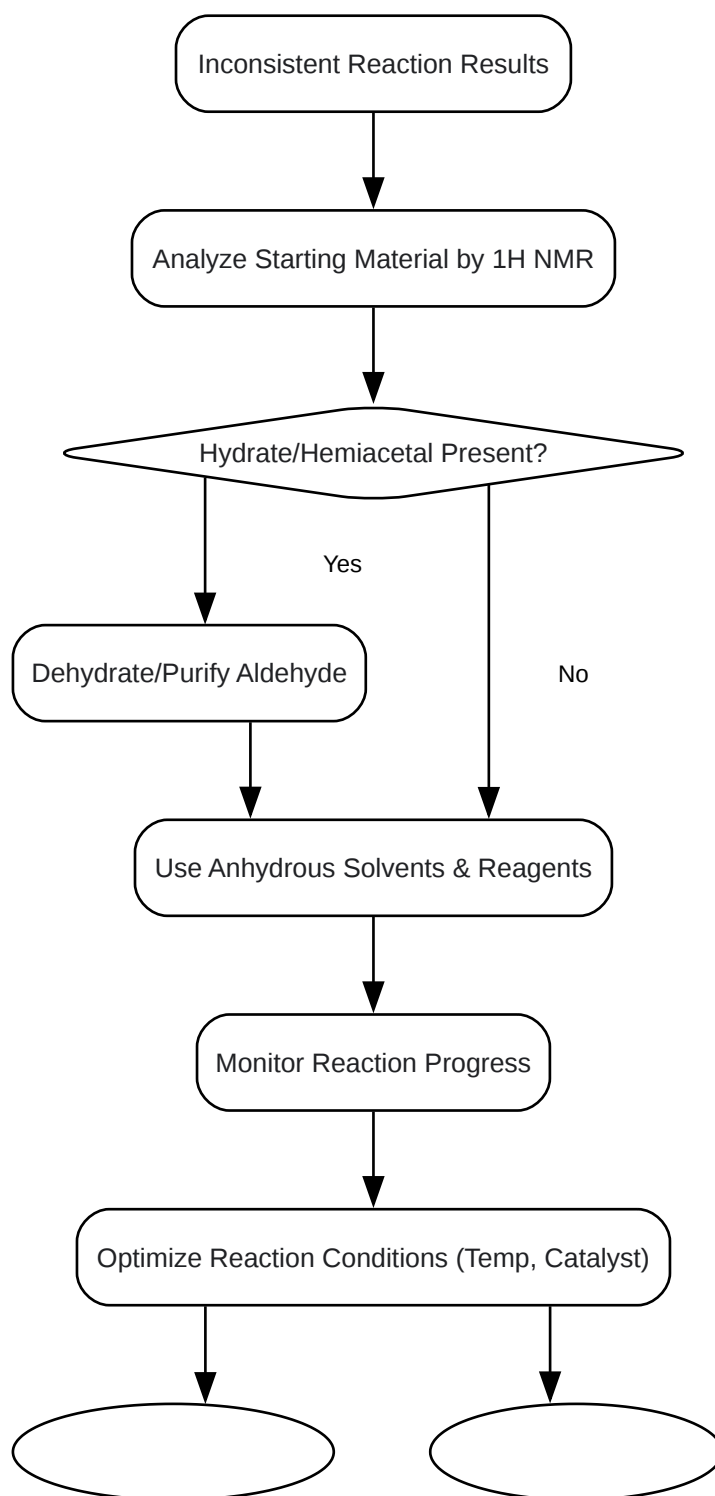 Inconsistent Reaction Results
Analyze Starting Material by 1H NMR
Hydrate/Hemiacetal Present?
Yes
Dehydrate/Purify Aldehyde
No
Use Anhydrous Solvents & Reagents
Monitor Reaction Progress
Optimize Reaction Conditions (Temp, Catalyst)